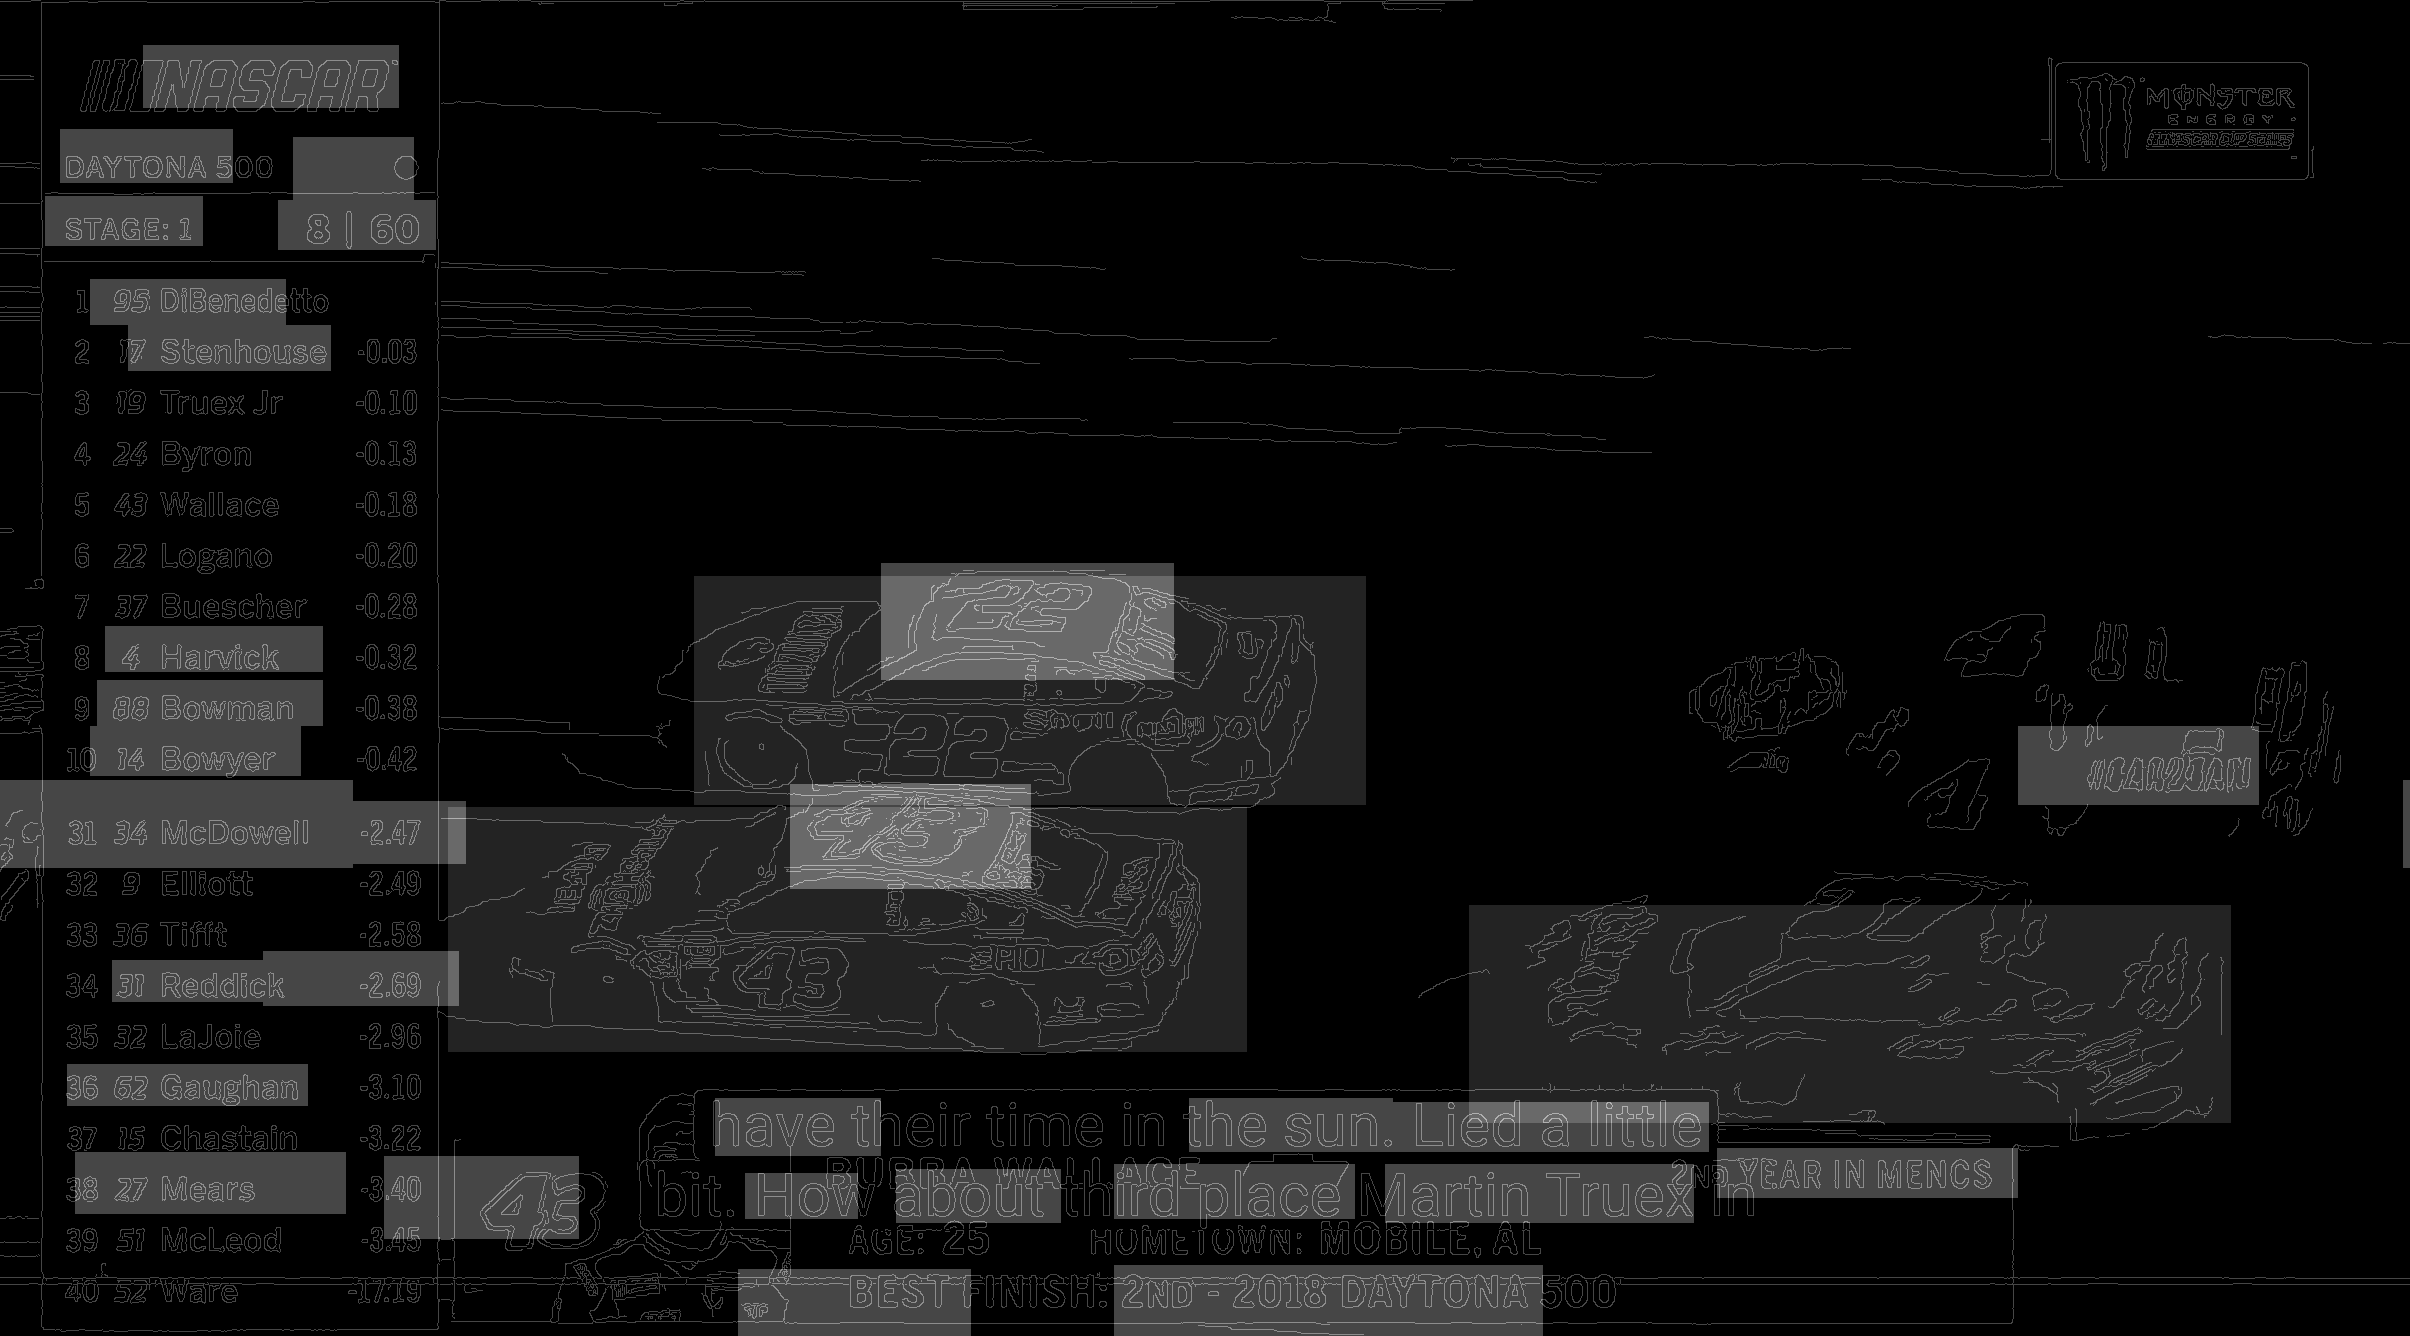 NASCAR
DAYTONA 500
STAGE: 1 8 | 60
1 95 DiBenedetto
2 17 Stenhouse -0.03
3 19 Truex Jr -0.10
4 24 Byron -0.13
5 43 Wallace -0.18
6 22 Logano -0.20
7 37 Buescher -0.28
8 4 Harvick -0.32
9 88 Bowman -0.38
10 14 Bowyer -0.42
31 34 McDowell -2.47
32 9 Elliott -2.49
33 36 Tifft -2.58
34 31 Reddick -2.69
35 32 LaJoie -2.96
36 62 Gaughan -3.10
37 15 Chastain -3.22
38 27 Mears -3.40
39 51 McLeod -3.45
40 52 Ware -17.19
MONSTER
ENERGY
NASCAR CUP SERIES
22
22
43
43
have their time in the sun. Lied a little
bit. How about third place Martin Truex in
43
BUBBA WALLACE
2ND YEAR IN MENCS
AGE: 25 HOMETOWN: MOBILE, AL
BEST FINISH: 2ND - 2018 DAYTONA 500